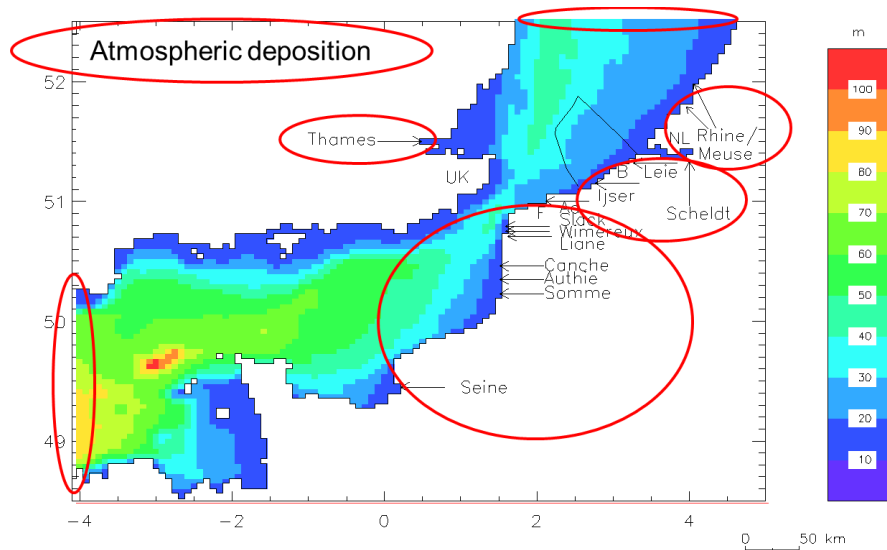 Atmospheric deposition
m
52
51
50
49
Thames
UK
NL
Rhine/
Meuse
B
Leie
Ijser
Scheldt
F
Slack
Wimereux
Liane
Canche
Authie
Somme
Seine
100
90
80
70
60
50
40
30
20
10
-4
-2
0
2
4
0 50 km